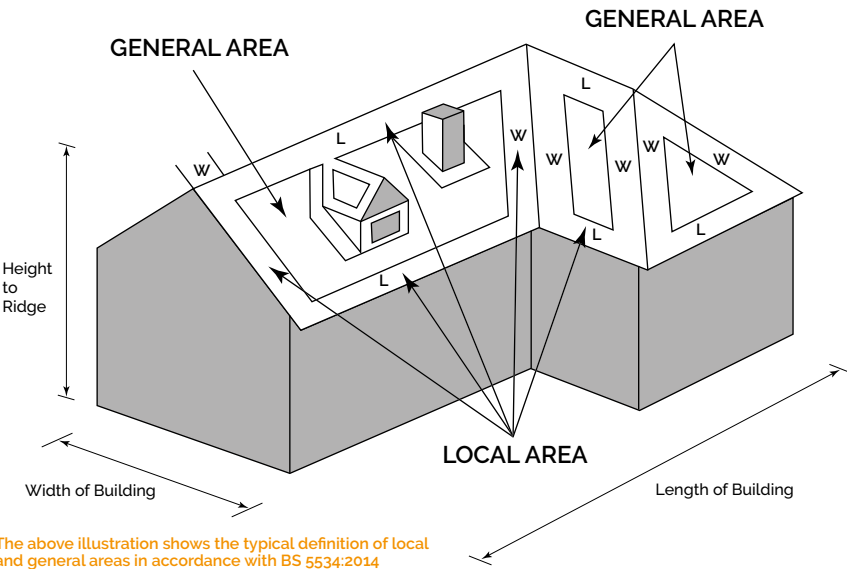 GENERAL AREA
GENERAL AREA
L
L
W
W
W
W
W
W
L
L
L
Height
to
Ridge
LOCAL AREA
Width of Building
Length of Building
The above illustration shows the typical definition of local
and general areas in accordance with BS 5534:2014